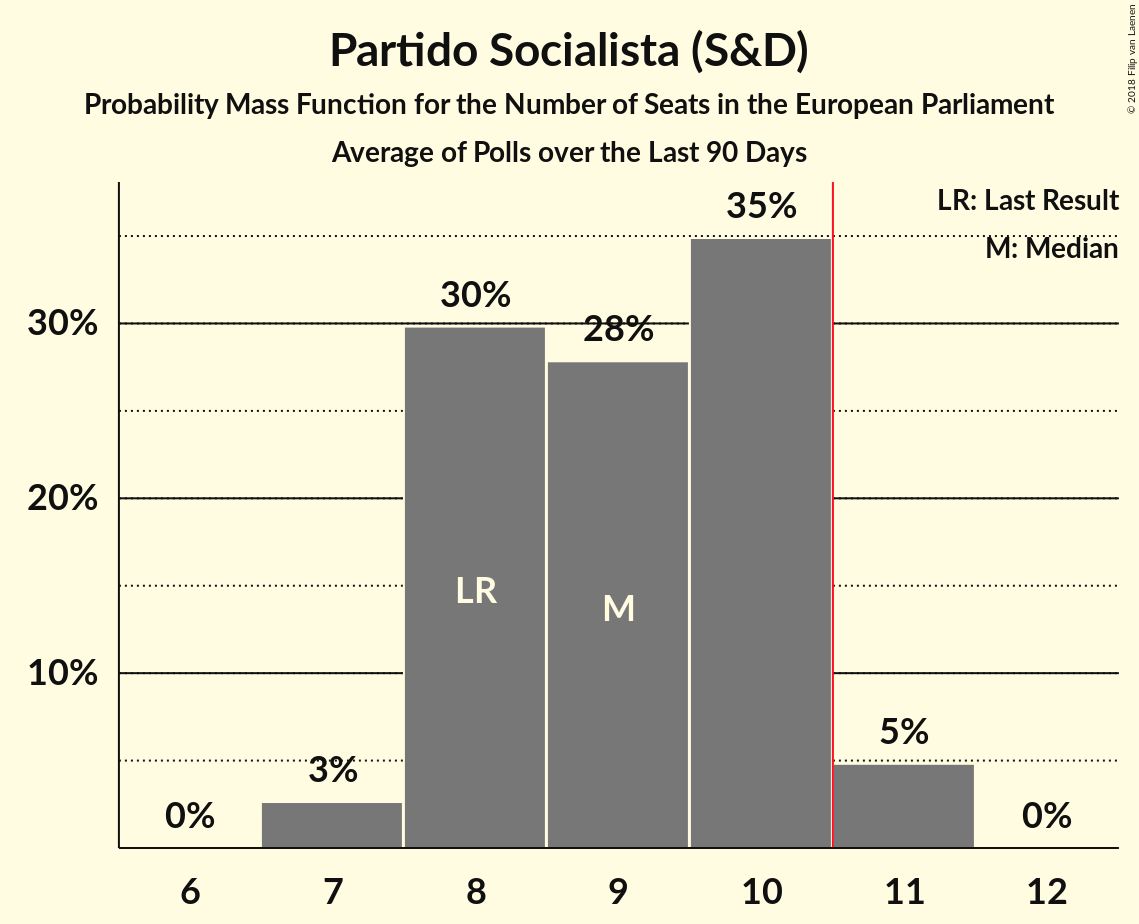 Partido Socialista (S&D)
Probability Mass Function for the Number of Seats in the European Parliament
Average of Polls over the Last 90 Days
© 2018 Filip van Laenen
LR: Last Result
M: Median
35%
30%
28%
5%
3%
0%
0%
30%
20%
10%
LR
M
6 7 8 9 10 11 12